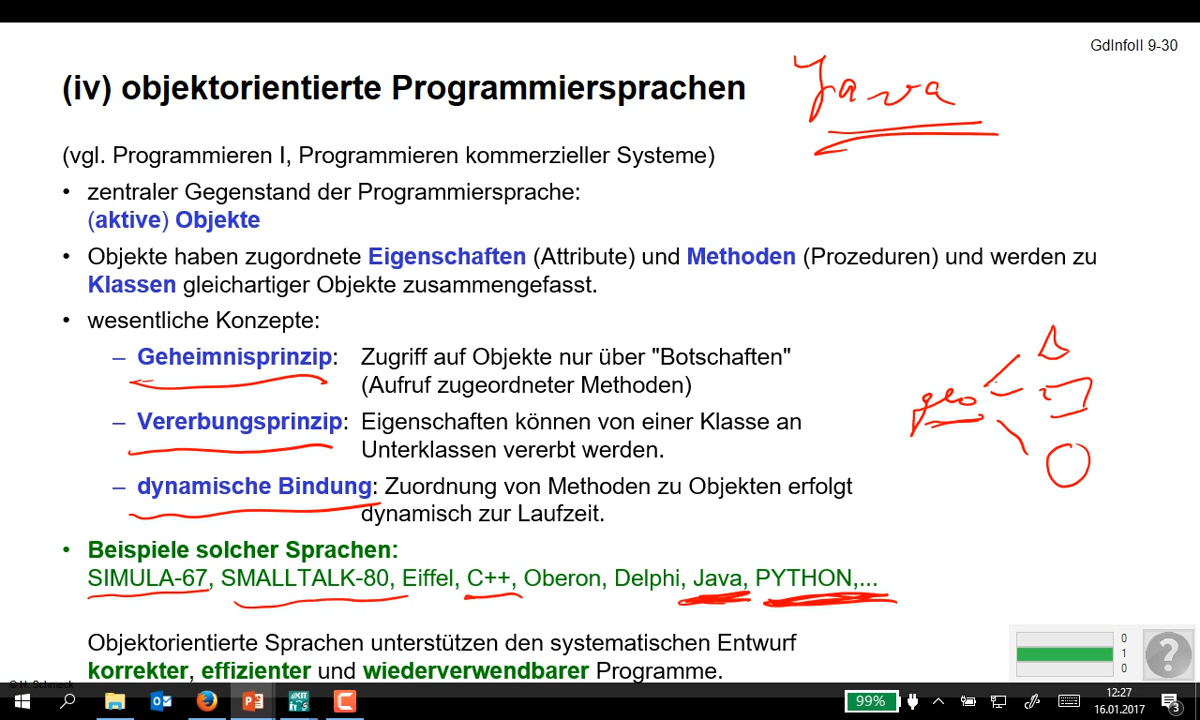 GdInfoII 9-30
(iv) objektorientierte Programmiersprachen
Java
(vgl. Programmieren I, Programmieren kommerzieller Systeme)
• zentraler Gegenstand der Programmiersprache:
(aktive) Objekte
• Objekte haben zugordnete Eigenschaften (Attribute) und Methoden (Prozeduren) und werden zu
Klassen gleichartiger Objekte zusammengefasst.
• wesentliche Konzepte:
– Geheimnisprinzip: Zugriff auf Objekte nur über "Botschaften"
(Aufruf zugeordneter Methoden)
geo
– Vererbungsprinzip: Eigenschaften können von einer Klasse an
Unterklassen vererbt werden.
– dynamische Bindung: Zuordnung von Methoden zu Objekten erfolgt
dynamisch zur Laufzeit.
• Beispiele solcher Sprachen:
SIMULA-67, SMALLTALK-80, Eiffel, C++, Oberon, Delphi, Java, PYTHON,...
Objektorientierte Sprachen unterstützen den systematischen Entwurf
korrekter, effizienter und wiederverwendbarer Programme.
0
1
0
?
© H. Schmeck
99%
12:27
16.01.2017
3